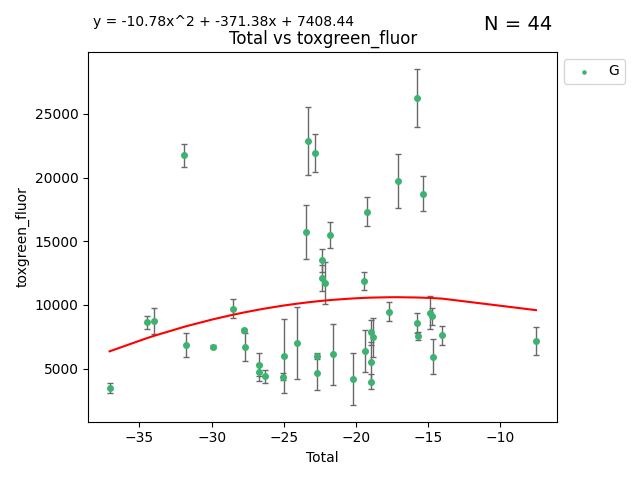 y = -10.78x^2 + -371.38x + 7408.44
N = 44
Total vs toxgreen_fluor
G
25000
20000
15000
10000
5000
toxgreen_fluor
−35
−30
−25
−20
−15
−10
Total